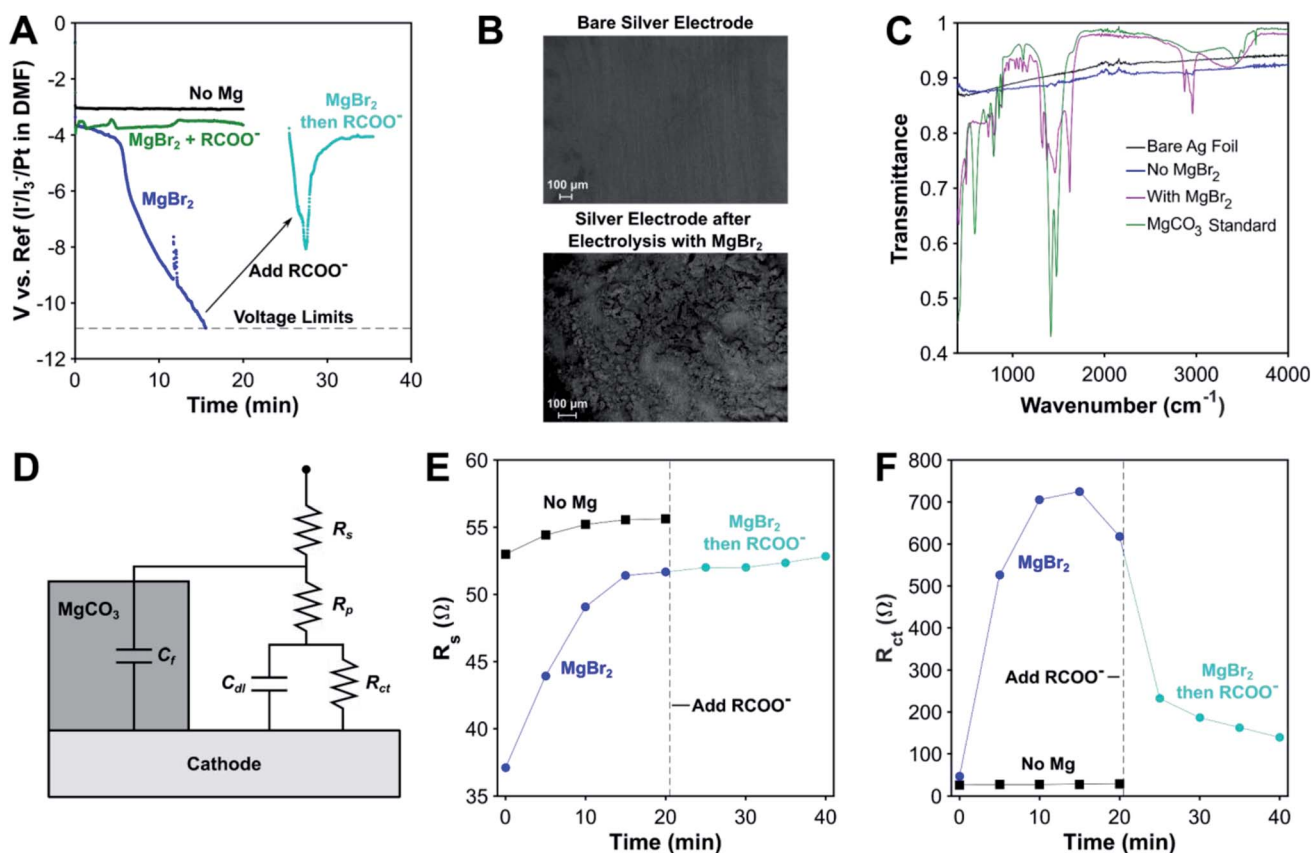 A
V vs. Ref (I⁻/I₃⁻/Pt in DMF)
0
-2
-4
-6
-8
-10
-12
No Mg
MgBr₂ + RCOO⁻
MgBr₂
MgBr₂
then RCOO⁻
Add RCOO⁻
Voltage Limits
0 10 20 30 40
Time (min)
B
Bare Silver Electrode
100 µm
Silver Electrode after
Electrolysis with MgBr₂
100 µm
C
Transmittance
1
0.9
0.8
0.7
0.6
0.5
0.4
Bare Ag Foil
No MgBr₂
With MgBr₂
MgCO₃ Standard
1000 2000 3000 4000
Wavenumber (cm⁻¹)
D
Rₛ
MgCO₃
Rₚ
C_f
C_dl
R_ct
Cathode
E
Rₛ (Ω)
60
55
50
45
40
35
No Mg
MgBr₂
then RCOO⁻
MgBr₂
Add RCOO⁻
0 10 20 30 40
Time (min)
F
R_ct (Ω)
800
700
600
500
400
300
200
100
0
MgBr₂
Add RCOO⁻
MgBr₂
then RCOO⁻
No Mg
0 10 20 30 40
Time (min)